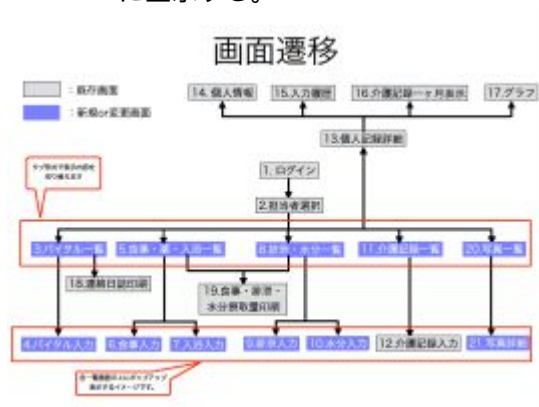 に表示する。
画面遷移
：既存画面
：新規or変更画面
14. 個人情報
15.入力履歴
16.介護記録一ヶ月表示
17.グラフ
13.個人記録詳細
1. ログイン
2.担当者選択
3.バイタル一覧
5.食事・薬・入浴一覧
8.排泄・水分一覧
11.介護記録一覧
20.写真一覧
18.連絡日誌印刷
19.食事・排泄・
水分摂取量印刷
4.バイタル入力
6.食事入力
7.入浴入力
9.排泄入力
10.水分入力
12.介護記録入力
21.写真詳細